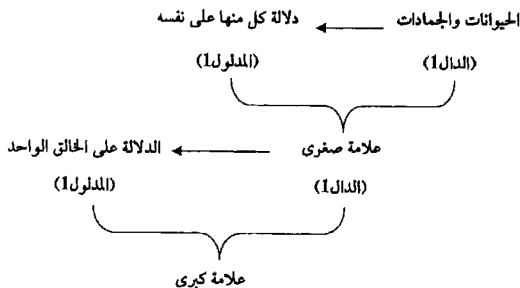 الحيوانات والجمادات دلالة كل منها على نفسه
(الدال1) (المدلول1)
علامة صغرى الدلالة على الخالق الواحد
(الدال1) (المدلول1)
علامة كبرى